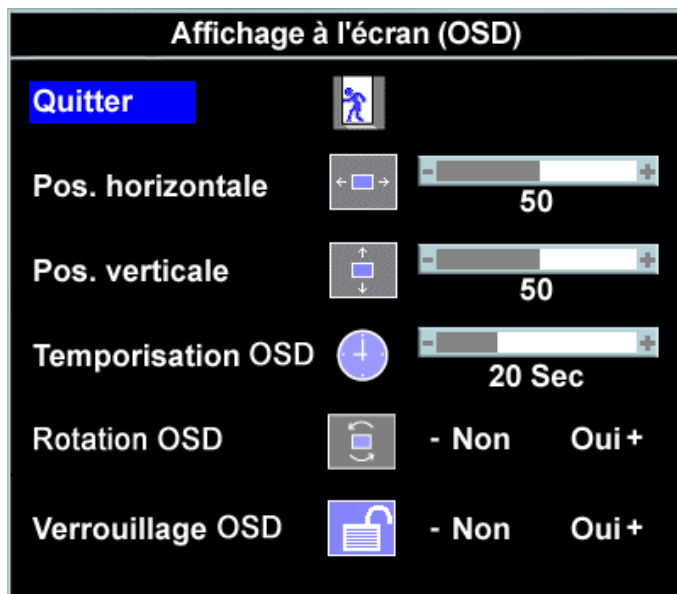 Affichage à l'écran (OSD)
Quitter
Pos. horizontale - + 50
Pos. verticale - + 50
Temporisation OSD - + 20 Sec
Rotation OSD - Non Oui +
Verrouillage OSD - Non Oui +